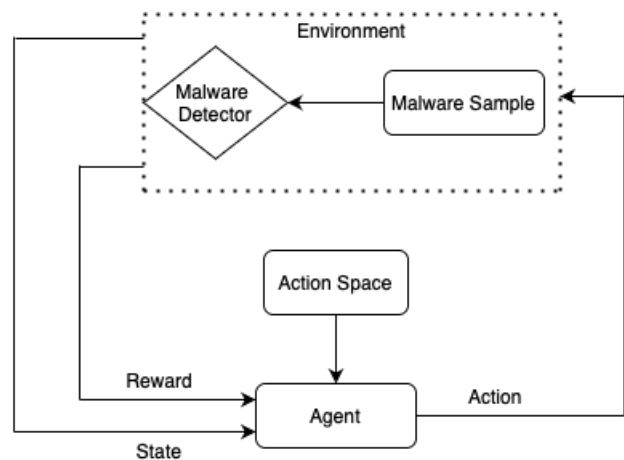 Environment
Malware
Detector
Malware Sample
Action Space
Reward
Agent
Action
State